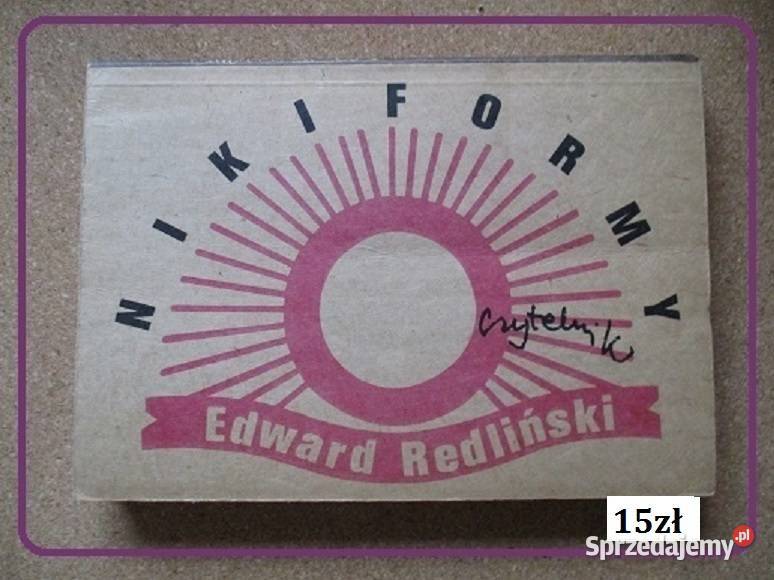 NIKIFORMY
Czytelnik
Edward Redliński
15zł
Sprzedajemy.pl